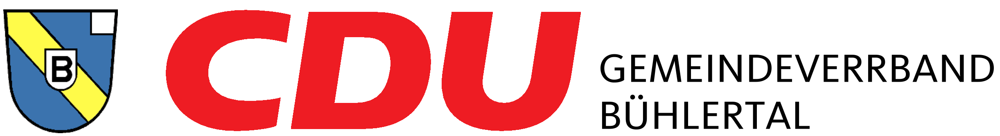 B
CDU
GEMEINDEVERRBAND
BÜHLERTAL